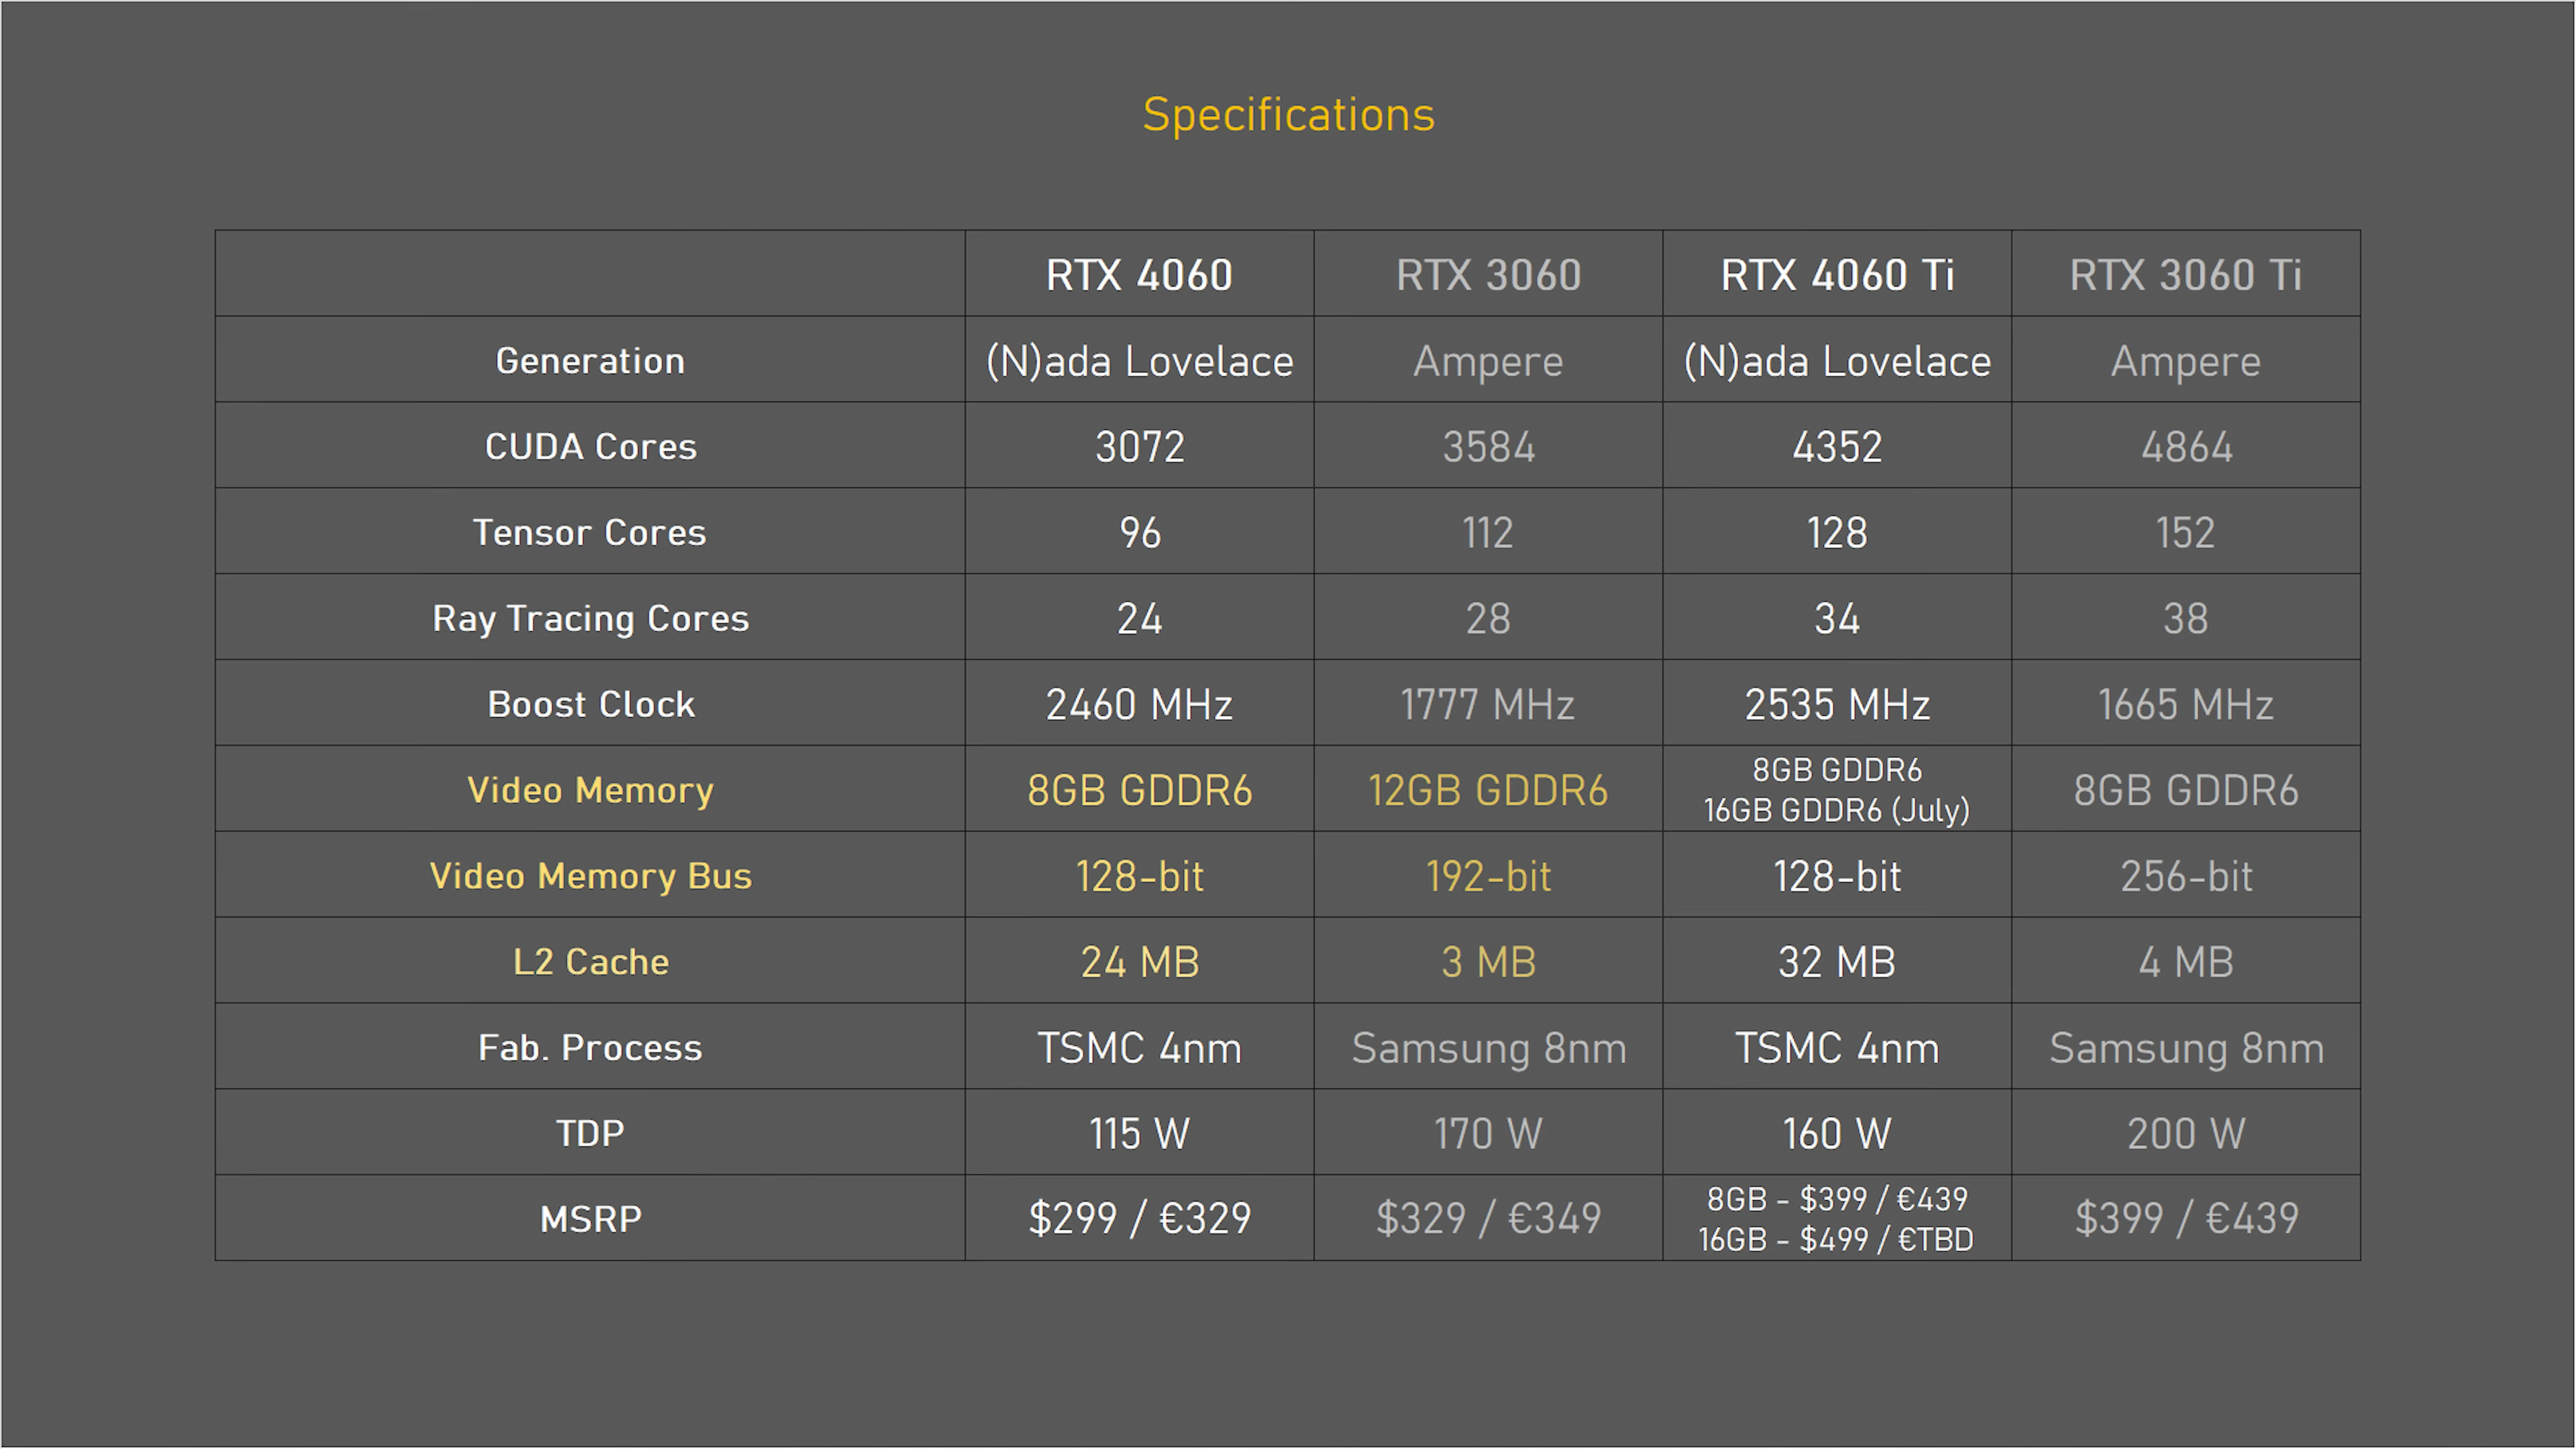 Specifications
RTX 4060 RTX 3060 RTX 4060 Ti RTX 3060 Ti
Generation (N)ada Lovelace Ampere (N)ada Lovelace Ampere
CUDA Cores 3072 3584 4352 4864
Tensor Cores 96 112 128 152
Ray Tracing Cores 24 28 34 38
Boost Clock 2460 MHz 1777 MHz 2535 MHz 1665 MHz
Video Memory 8GB GDDR6 12GB GDDR6 8GB GDDR6
16GB GDDR6 (July) 8GB GDDR6
Video Memory Bus 128-bit 192-bit 128-bit 256-bit
L2 Cache 24 MB 3 MB 32 MB 4 MB
Fab. Process TSMC 4nm Samsung 8nm TSMC 4nm Samsung 8nm
TDP 115 W 170 W 160 W 200 W
MSRP $299 / €329 $329 / €349 8GB - $399 / €439
16GB - $499 / €TBD $399 / €439